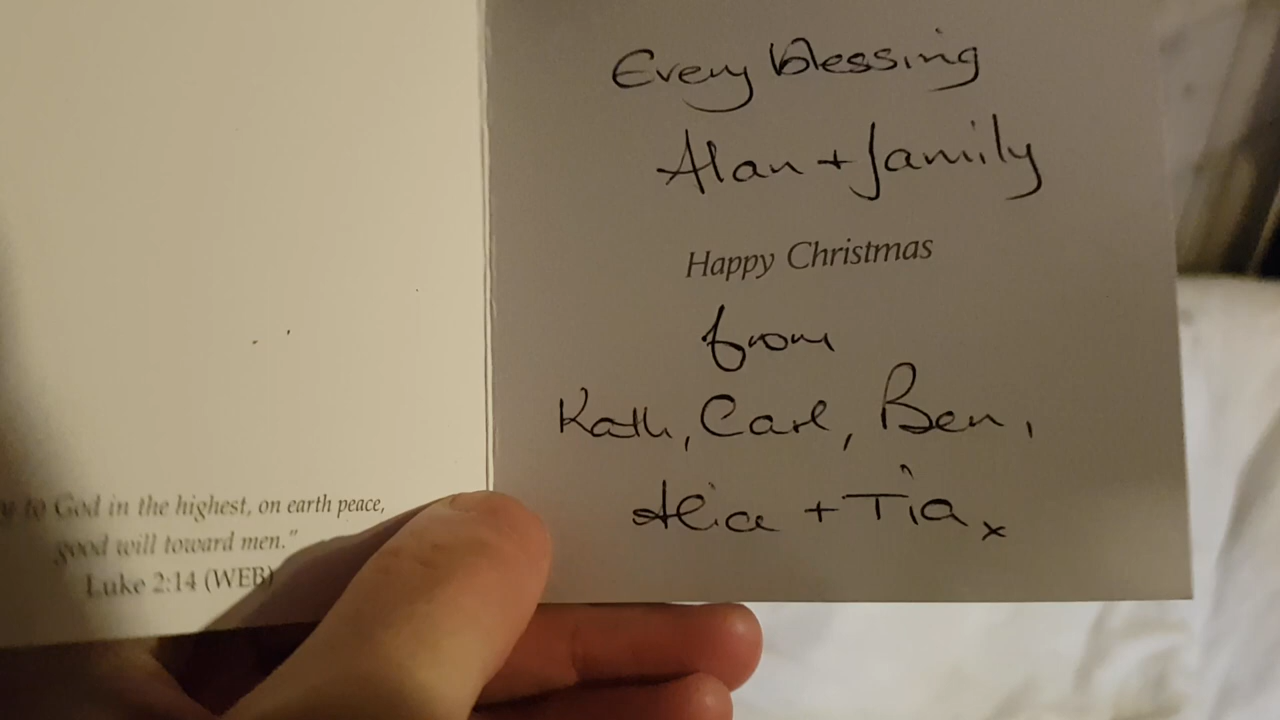 to God in the highest, on earth peace,
good will toward men."
Luke 2:14 (WEB)
Every blessing
Alan + family
Happy Christmas
from
Kath, Carl, Ben,
Alice + Tia x